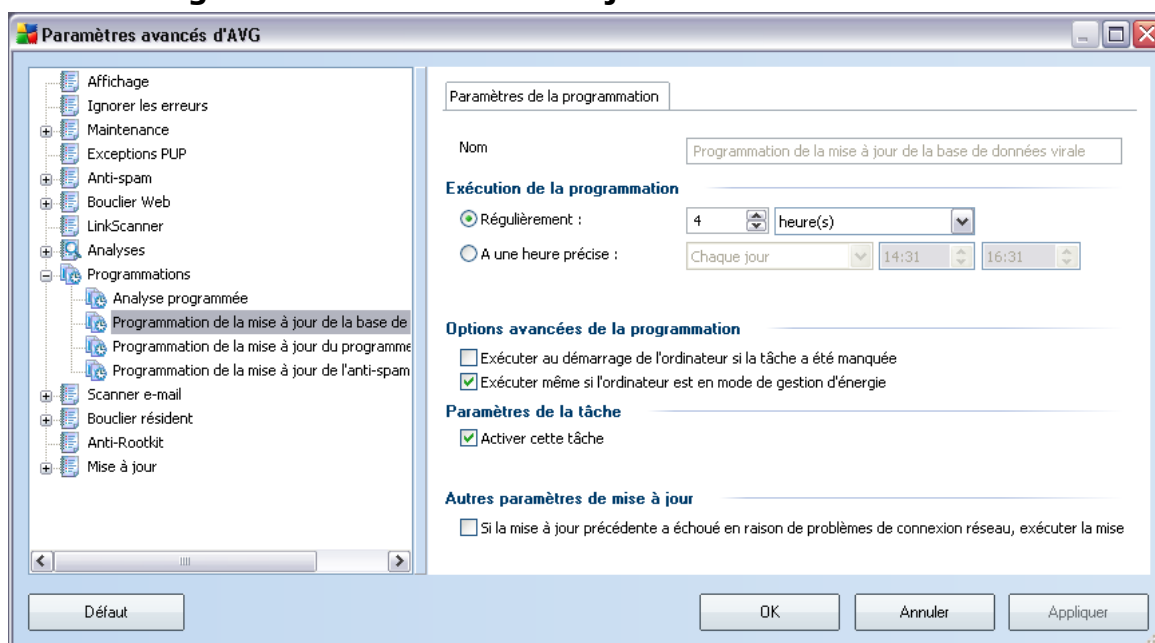 Paramètres avancés d'AVG
Affichage
Ignorer les erreurs
Maintenance
Exceptions PUP
Anti-spam
Bouclier Web
LinkScanner
Analyses
Programmations
Analyse programmée
Programmation de la mise à jour de la base de
Programmation de la mise à jour du programme
Programmation de la mise à jour de l'anti-spam
Scanner e-mail
Bouclier résident
Anti-Rootkit
Mise à jour
Paramètres de la programmation
Nom
Programmation de la mise à jour de la base de données virale
Exécution de la programmation
Régulièrement :
4
heure(s)
A une heure précise :
Chaque jour
14:31
16:31
Options avancées de la programmation
Exécuter au démarrage de l'ordinateur si la tâche a été manquée
Exécuter même si l'ordinateur est en mode de gestion d'énergie
Paramètres de la tâche
Activer cette tâche
Autres paramètres de mise à jour
Si la mise à jour précédente a échoué en raison de problèmes de connexion réseau, exécuter la mise
Défaut
OK
Annuler
Appliquer